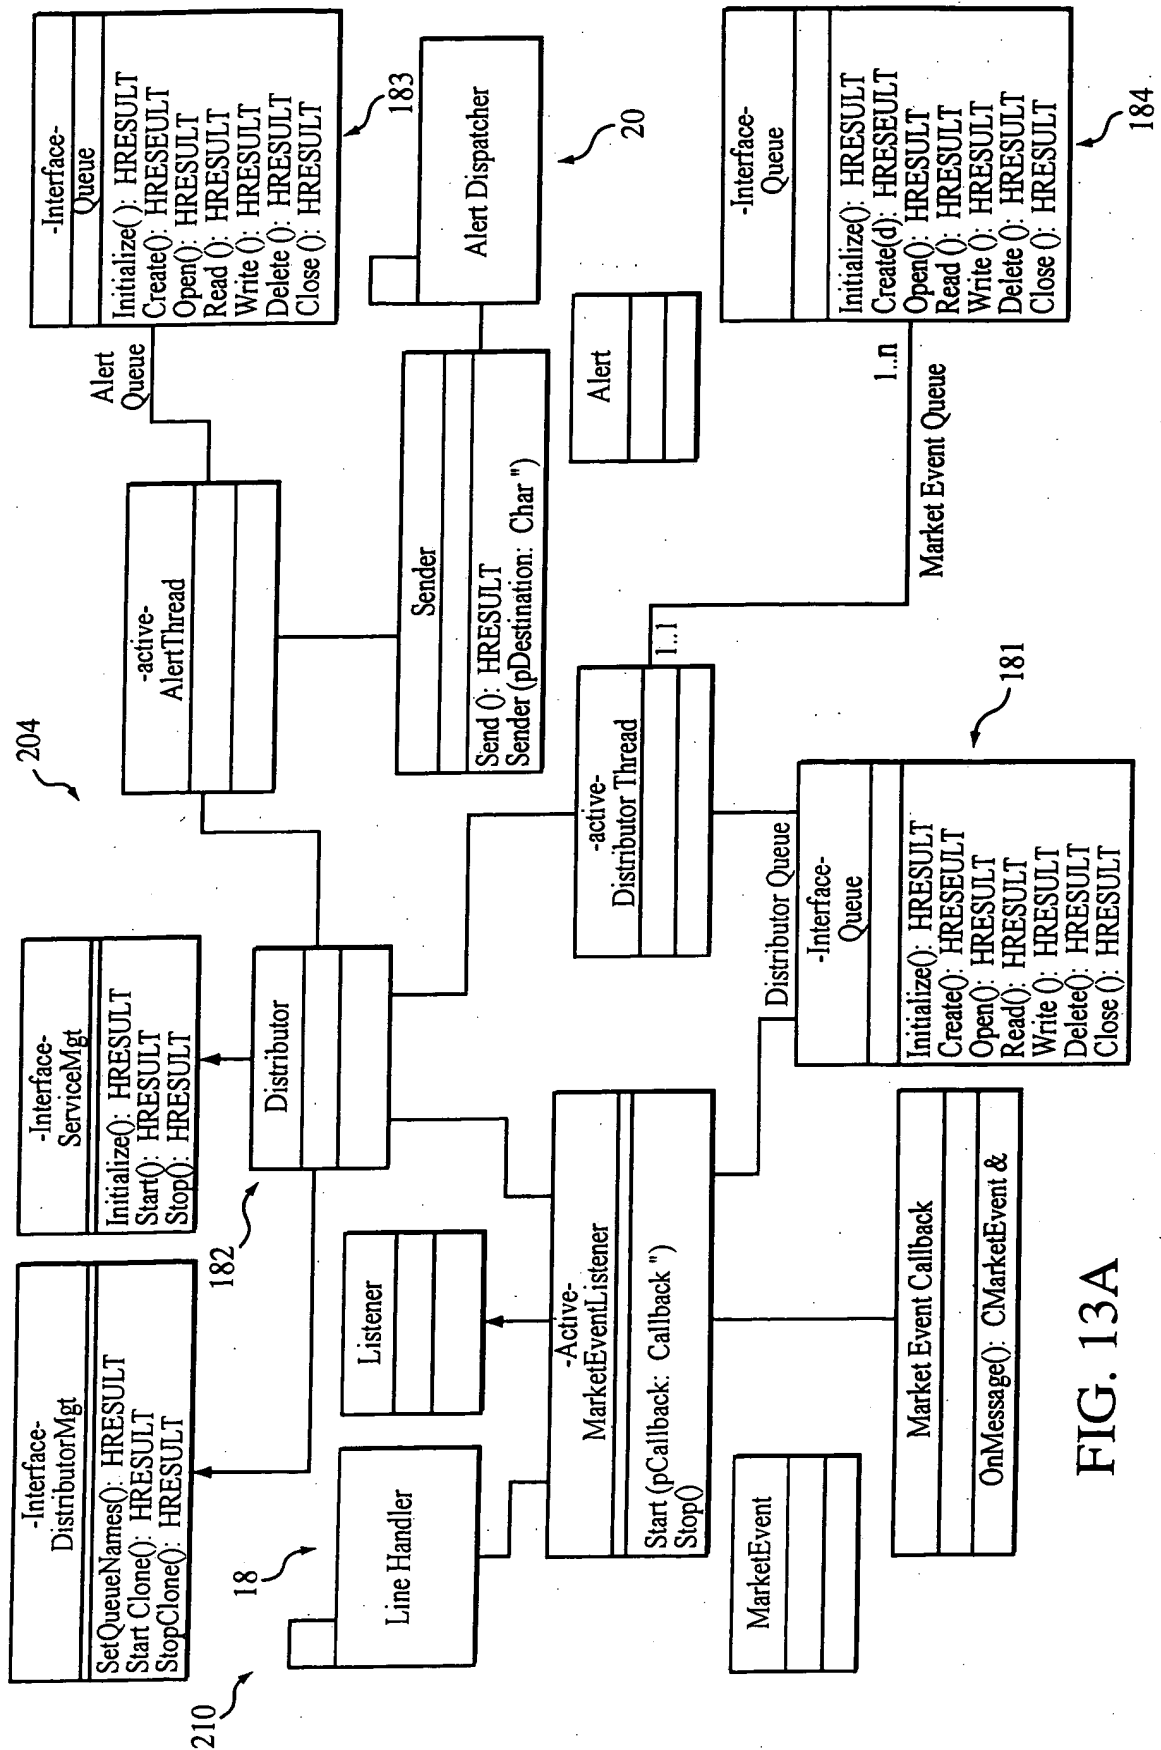 204
210
-Interface-
DistributorMgt
SetQueueNames(): HRESULT
Start Clone(): HRESULT
StopClone(): HRESULT
-Interface-
ServiceMgt
Initialize(): HRESULT
Start(): HRESULT
Stop(): HRESULT
-active-
AlertThread
Alert
Queue
-Interface-
Queue
Initialize( ): HRESULT
Create(): HRESEULT
Open(): HRESULT
Read (): HRESULT
Write (): HRESULT
Delete (): HRESULT
Close (): HRESULT
183
182
Distributor
18
Line Handler
Listener
Sender
Send (): HRESULT
Sender (pDestination: Char ")
Alert Dispatcher
20
Alert
-Active-
MarketEventListener
Start (pCallback: Callback ")
Stop()
-active-
Distributor Thread
1..1
Market Event Queue
1..n
-Interface-
Queue
Initialize(): HRESULT
Create(d): HRESEULT
Open(): HRESULT
Read (): HRESULT
Write (): HRESULT
Delete (): HRESULT
Close (): HRESULT
184
MarketEvent
Distributor Queue
-Interface-
Queue
Initialize(): HRESULT
Create(): HRESEULT
Open(): HRESULT
Read(): HRESULT
Write (): HRESULT
Delete(): HRESULT
Close (): HRESULT
181
Market Event Callback
OnMessage(): CMarketEvent &
FIG. 13A